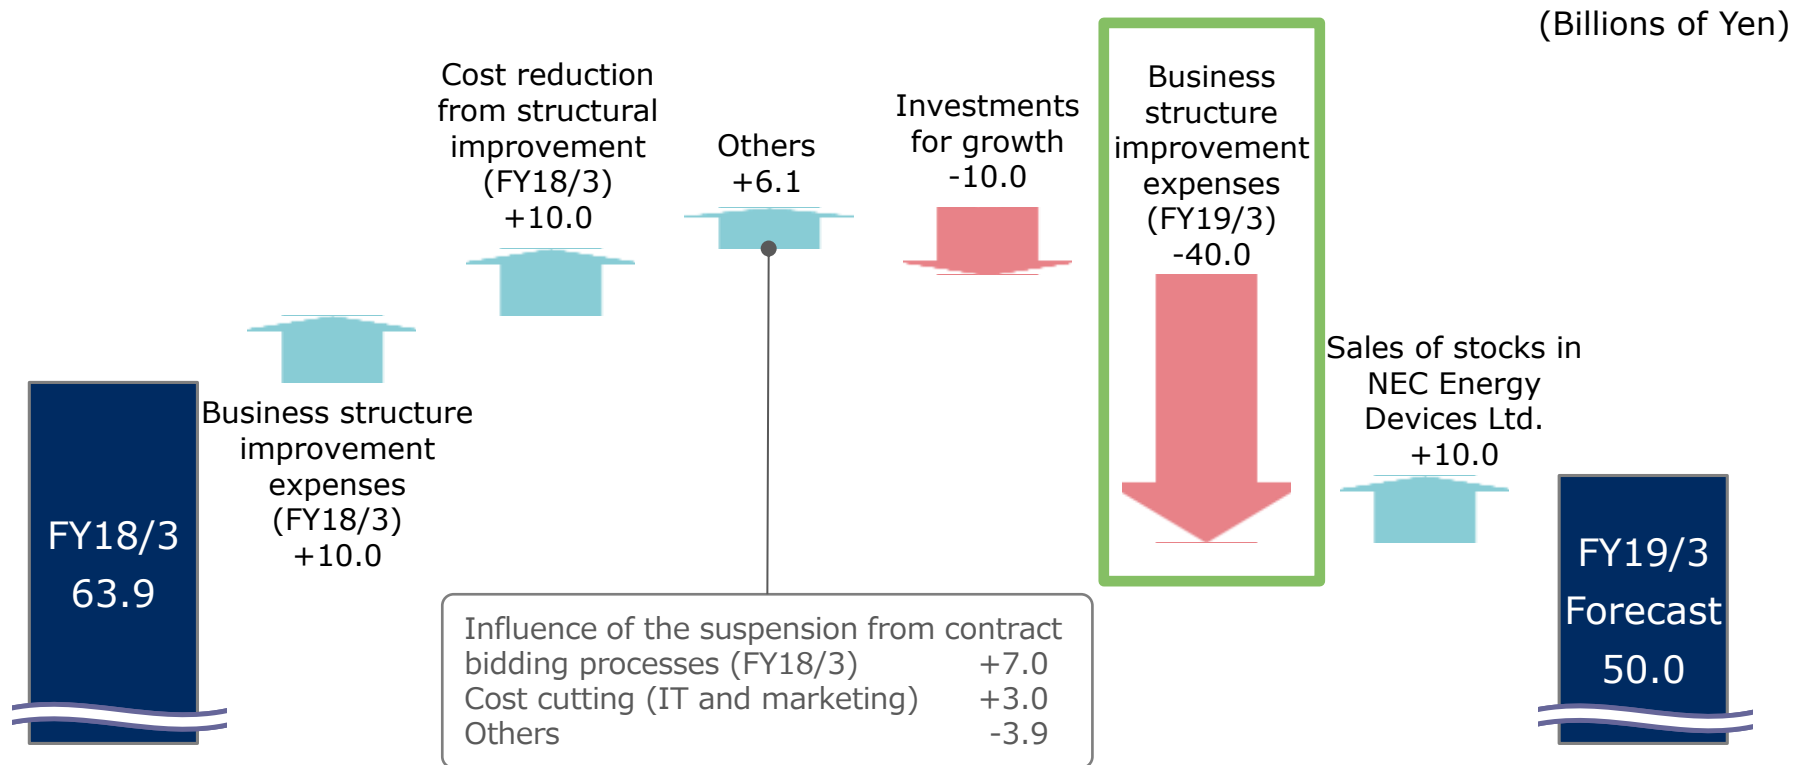 (Billions of Yen)
FY18/3
63.9
Business structure
improvement
expenses
(FY18/3)
+10.0
Cost reduction
from structural
improvement
(FY18/3)
+10.0
Others
+6.1
Investments
for growth
-10.0
Business
structure
improvement
expenses
(FY19/3)
-40.0
Sales of stocks in
NEC Energy
Devices Ltd.
+10.0
FY19/3
Forecast
50.0
Influence of the suspension from contract
bidding processes (FY18/3) +7.0
Cost cutting (IT and marketing) +3.0
Others -3.9